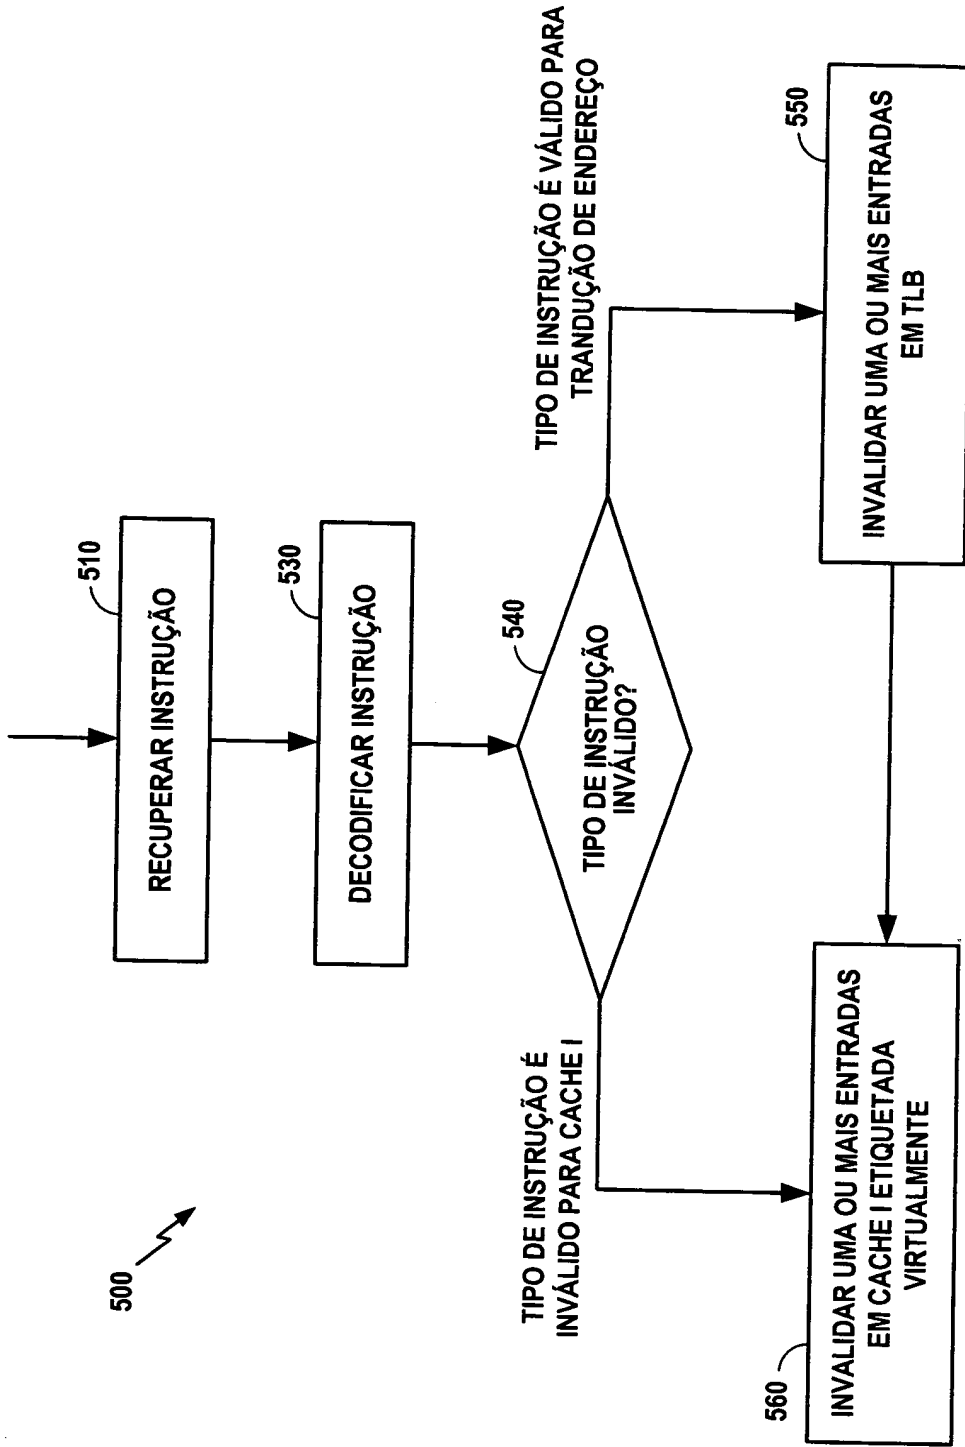 500
510
RECUPERAR INSTRUÇÃO
530
DECODIFICAR INSTRUÇÃO
540
TIPO DE INSTRUÇÃO
INVÁLIDO?
TIPO DE INSTRUÇÃO É
INVÁLIDO PARA CACHE I
TIPO DE INSTRUÇÃO É VÁLIDO PARA
TRANDUÇÃO DE ENDEREÇO
550
INVALIDAR UMA OU MAIS ENTRADAS
EM TLB
560
INVALIDAR UMA OU MAIS ENTRADAS
EM CACHE I ETIQUETADA
VIRTUALMENTE